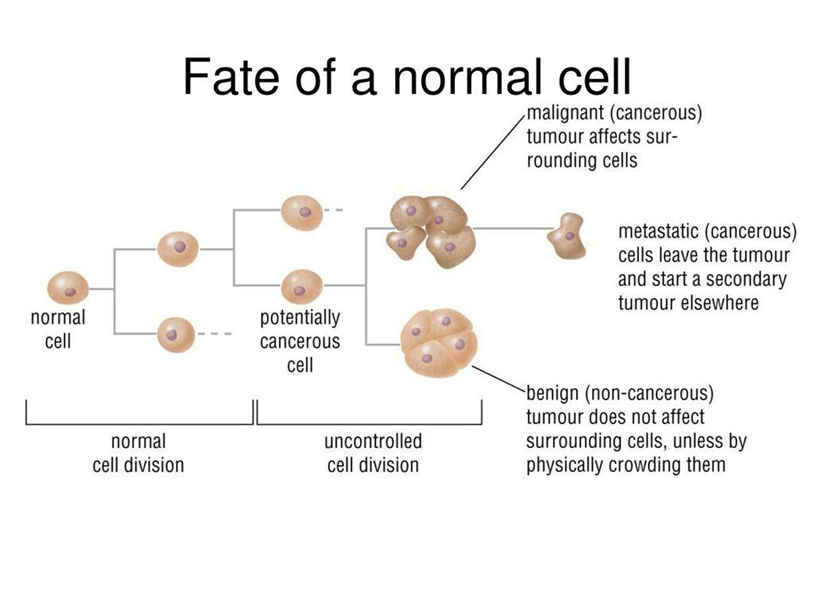 Fate of a normal cell
malignant (cancerous)
tumour affects sur-
rounding cells
metastatic (cancerous)
cells leave the tumour
and start a secondary
tumour elsewhere
normal
cell
potentially
cancerous
cell
benign (non-cancerous)
tumour does not affect
surrounding cells, unless by
physically crowding them
normal
cell division
uncontrolled
cell division